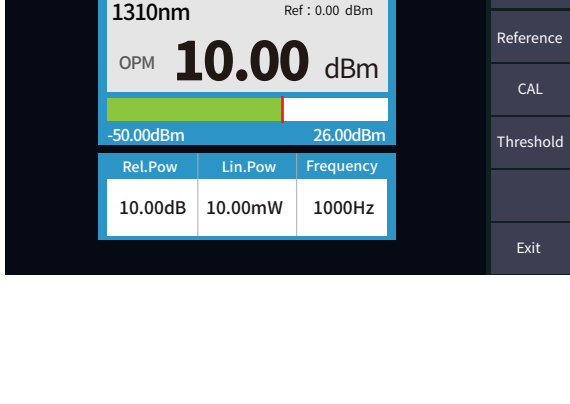 1310nm Ref : 0.00 dBm
OPM 10.00 dBm
-50.00dBm 26.00dBm
Rel.Pow Lin.Pow Frequency
10.00dB 10.00mW 1000Hz
Reference
CAL
Threshold
Exit